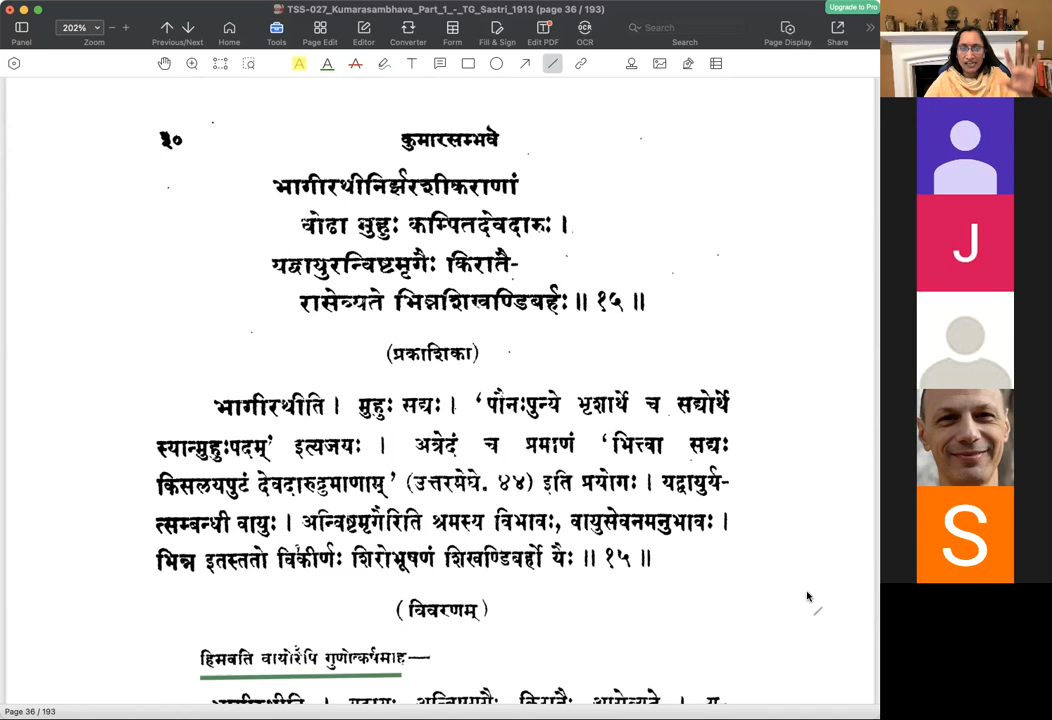 TSS-027_Kumarasambhava_Part_1_-_TG_Sastri_1913 (page 36 / 193)
Upgrade to Pro
202%
Panel
Zoom
Previous/Next
Home
Tools
Page Edit
Editor
Converter
Form
Fill & Sign
Edit PDF
OCR
OCR
Search
Search
Page Display
Share
३०
कुमारसम्भवे
भागीरथीनिर्झरशीकराणां
वोढा मुहुः कम्पितदेवदारुः ।
यद्वायुरन्विष्टमृगैः किरातै-
रासेव्यते भिन्नशिखण्डिबर्हः ॥ १५ ॥
(प्रकाशिका)
भागीरथीति । मुहुः सद्यः । ‘पौनःपुन्ये भृशार्थे च सद्योर्थे
स्यान्मुहुःपदम्’ इत्यजयः । अत्रेदं च प्रमाणं ‘भित्त्वा सद्यः
किसलयपुटं देवदारुद्रुमाणाम्’ (उत्तरमेघे. ४४) इति प्रयोगः । यद्वायुर्य-
त्सम्बन्धी वायुः । अन्विष्टमृगैरिति श्रमस्य विभावः, वायुसेवनमनुभावः ।
भिन्न इतस्ततो विकीर्णः शिरोभूषणं शिखण्डिबर्हो यैः ॥ १५ ॥
(विवरणम्)
हिमवति वायोरपि गुणोत्कर्षमाह—
J
S
Page 36 / 193